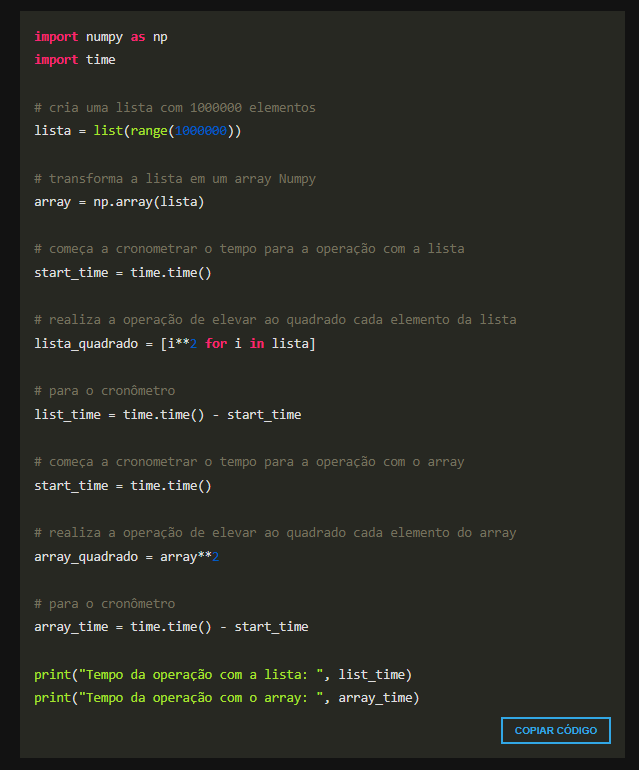 import numpy as np
import time
# cria uma lista com 1000000 elementos
lista = list(range(1000000))
# transforma a lista em um array Numpy
array = np.array(lista)
# começa a cronometrar o tempo para a operação com a lista
start_time = time.time()
# realiza a operação de elevar ao quadrado cada elemento da lista
lista_quadrado = [i**2 for i in lista]
# para o cronômetro
list_time = time.time() - start_time
# começa a cronometrar o tempo para a operação com o array
start_time = time.time()
# realiza a operação de elevar ao quadrado cada elemento do array
array_quadrado = array**2
# para o cronômetro
array_time = time.time() - start_time
print("Tempo da operação com a lista: ", list_time)
print("Tempo da operação com o array: ", array_time)
COPIAR CÓDIGO